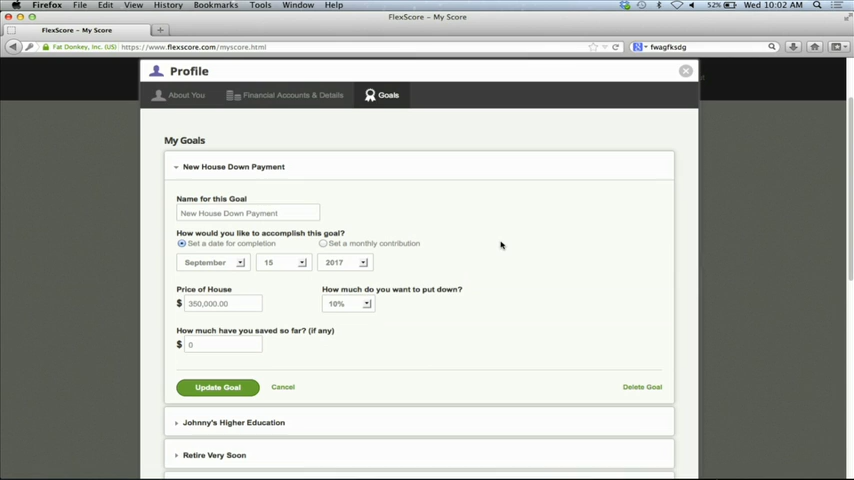 Firefox File Edit View History Bookmarks Tools Window Help 52% Wed 10:02 AM
FlexScore – My Score
FlexScore – My Score
Fat Donkey, Inc. (US) https://www.flexscore.com/myscore.html fwagfksdg
Profile
About You Financial Accounts & Details Goals
My Goals
New House Down Payment
Name for this Goal
New House Down Payment
How would you like to accomplish this goal?
Set a date for completion Set a monthly contribution
September 15 2017
Price of House How much do you want to put down?
$ 350,000.00 10%
How much have you saved so far? (if any)
$ 0
Update Goal Cancel Delete Goal
Johnny's Higher Education
Retire Very Soon